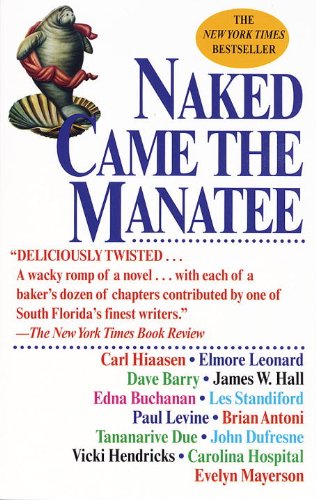 THE
NEW YORK TIMES
BESTSELLER
NAKED
CAME THE
MANATEE
“DELICIOUSLY TWISTED . . .
A wacky romp of a novel . . . with each of a
baker’s dozen of chapters contributed by one of
South Florida’s finest writers.”
—The New York Times Book Review
Carl Hiaasen • Elmore Leonard
Dave Barry • James W. Hall
Edna Buchanan • Les Standiford
Paul Levine • Brian Antoni
Tananarive Due • John Dufresne
Vicki Hendricks • Carolina Hospital
Evelyn Mayerson